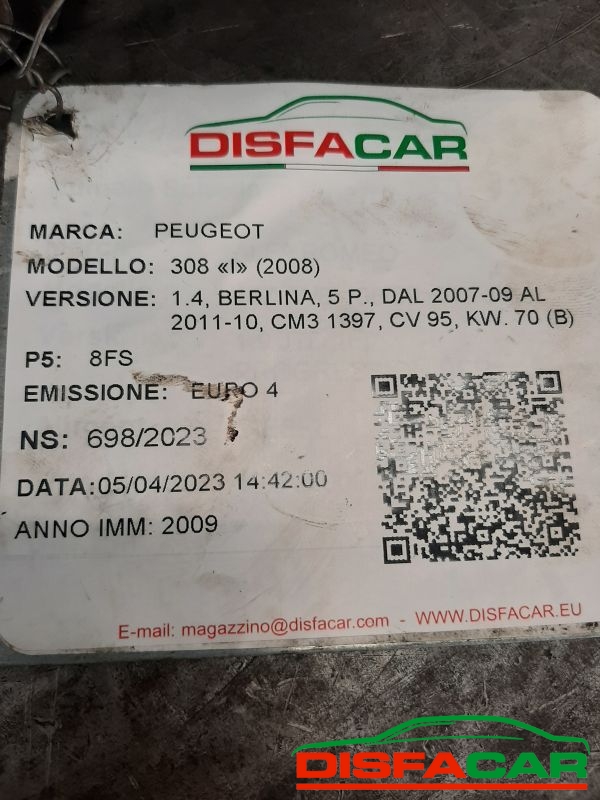 DISFACAR
MARCA: PEUGEOT
MODELLO: 308 «I» (2008)
VERSIONE: 1.4, BERLINA, 5 P., DAL 2007-09 AL
2011-10, CM3 1397, CV 95, KW. 70 (B)
P5: 8FS
EMISSIONE: EURO 4
NS: 698/2023
DATA:05/04/2023 14:42:00
ANNO IMM: 2009
E-mail: magazzino@disfacar.com - WWW.DISFACAR.EU
DISFACAR